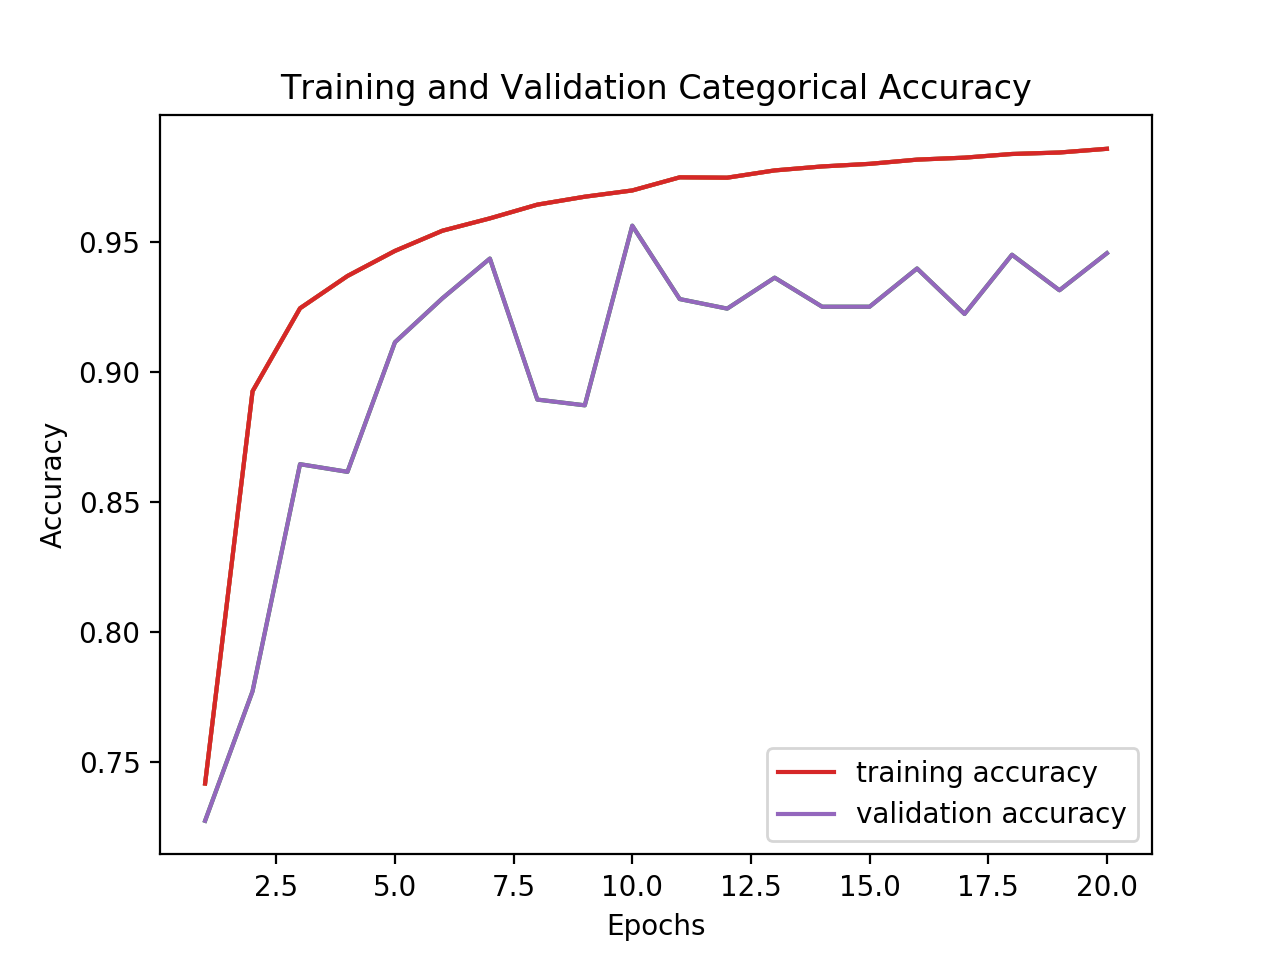 Training and Validation Categorical Accuracy
Accuracy
0.95
0.90
0.85
0.80
0.75
training accuracy
validation accuracy
2.5 5.0 7.5 10.0 12.5 15.0 17.5 20.0
Epochs